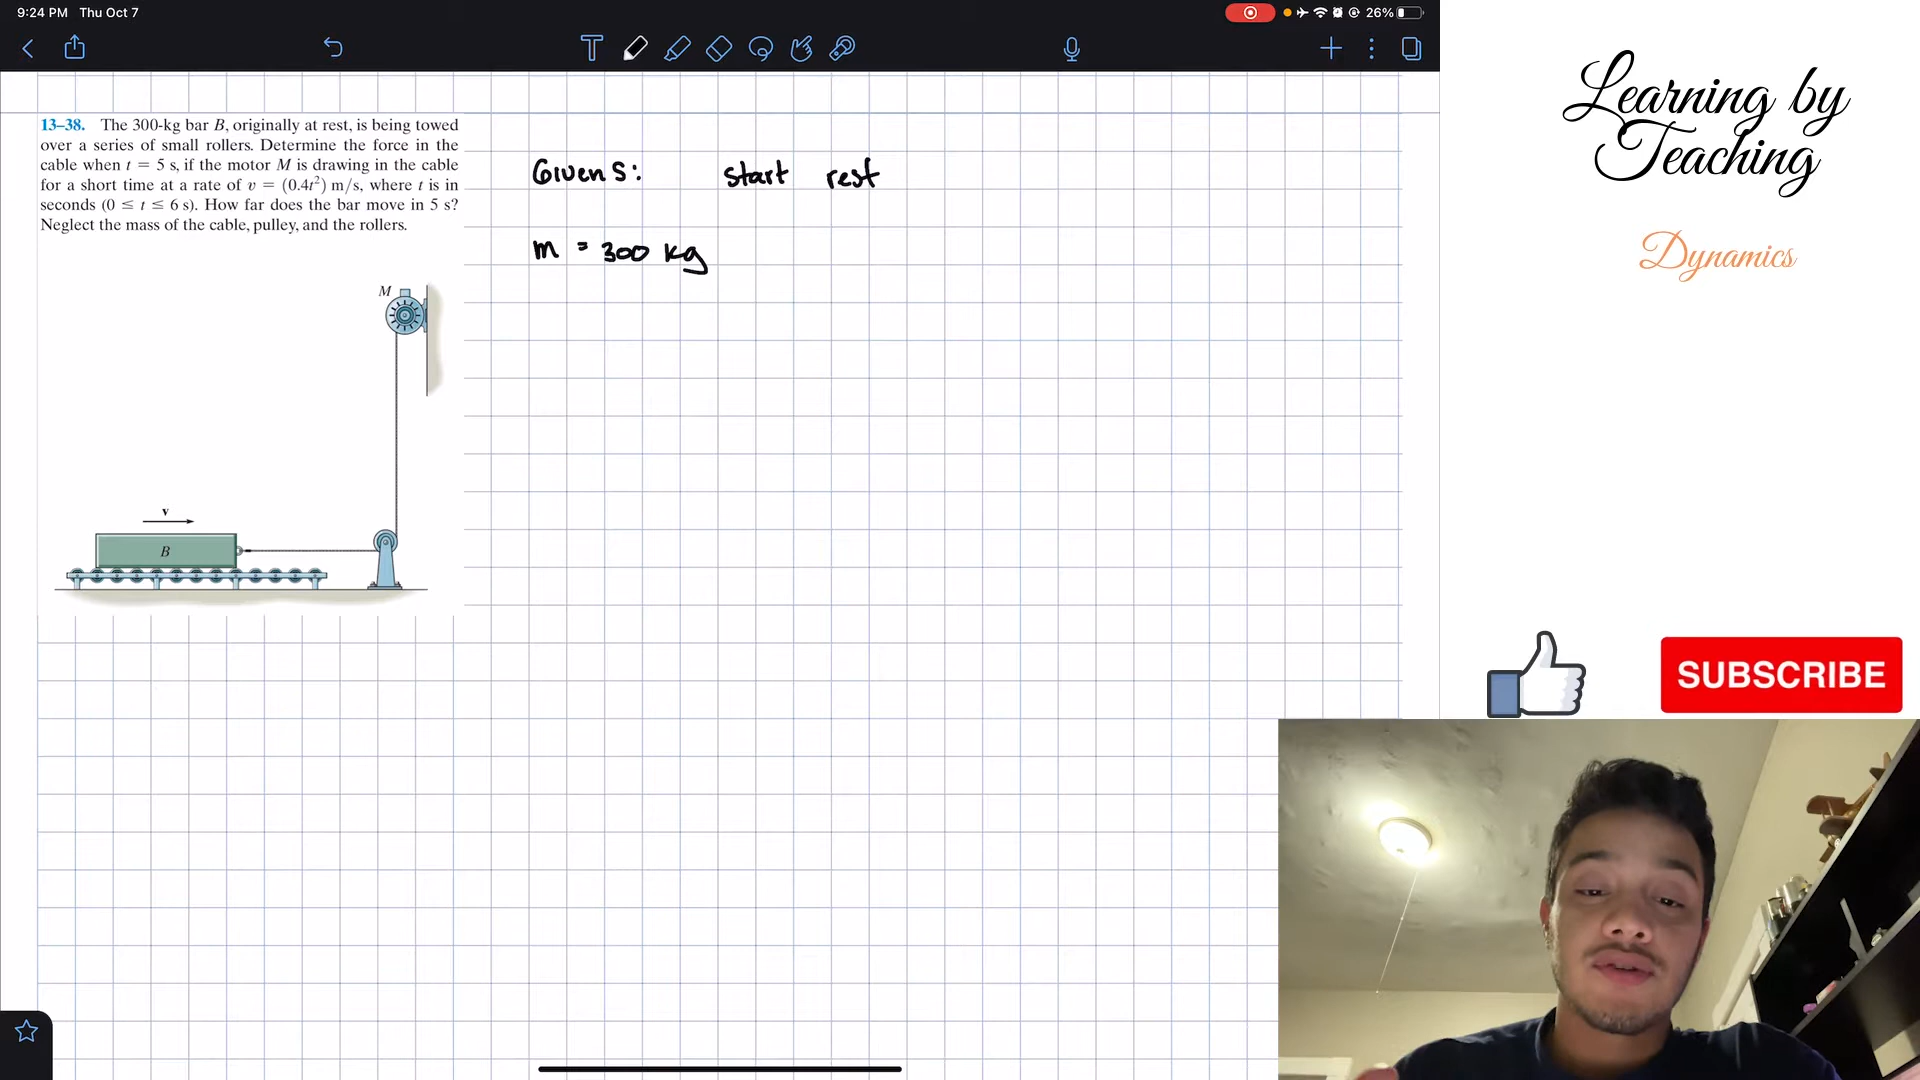 9:24 PM Thu Oct 7
26%
13–38. The 300-kg bar B, originally at rest, is being towed
over a series of small rollers. Determine the force in the
cable when t = 5 s, if the motor M is drawing in the cable
for a short time at a rate of v = (0.4t²) m/s, where t is in
seconds (0 ≤ t ≤ 6 s). How far does the bar move in 5 s?
Neglect the mass of the cable, pulley, and the rollers.
Givens: start rest
m = 300 kg
M
v
B
Learning by
Teaching
Dynamics
SUBSCRIBE